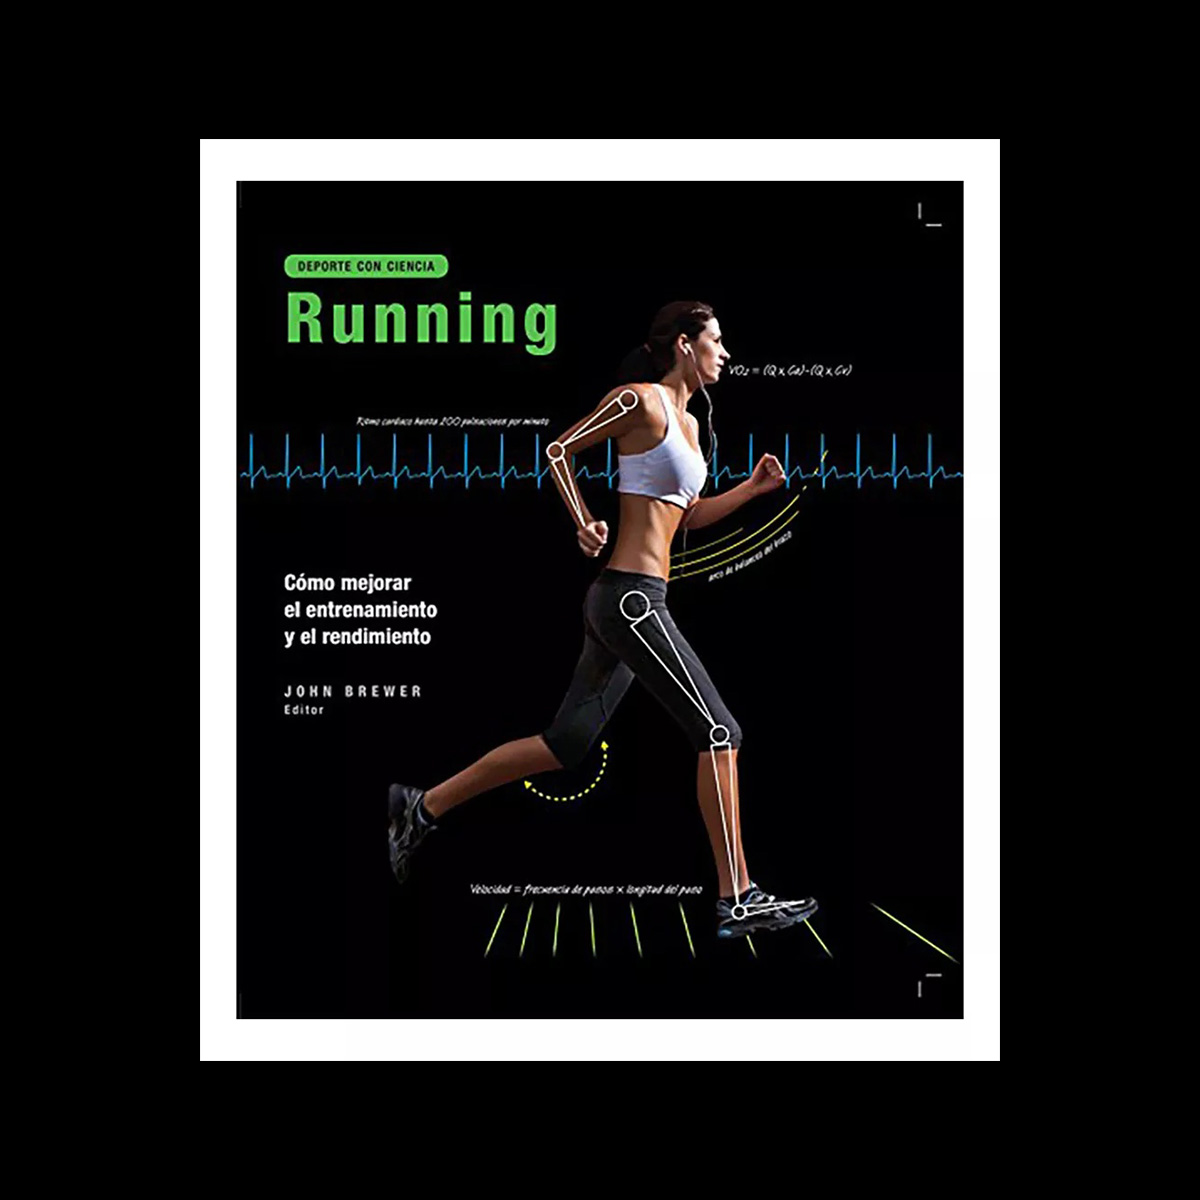 DEPORTE CON CIENCIA
Running
VO₂ = (Q x Ca)-(Q x Cv)
Ritmo cardiaco hasta 200 pulsaciones por minuto
arco de balanceo del brazo
Cómo mejorar
el entrenamiento
y el rendimiento
JOHN BREWER
Editor
Velocidad = frecuencia de pasos × longitud del paso